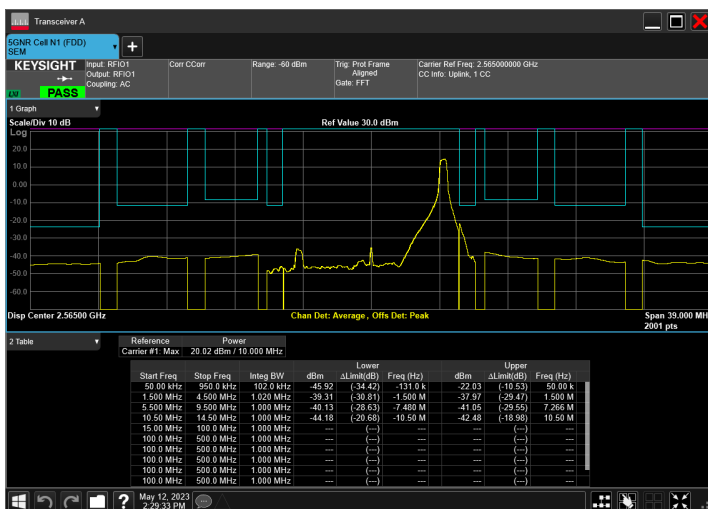 Transceiver A
5GNR Cell N1 (FDD)
SEM
KEYSIGHT
LXI
PASS
Input: RFIO1
Output: RFIO1
Coupling: AC
Corr CCorr
Range: -60 dBm
Trig: Prot Frame
Aligned
Gate: FFT
Carrier Ref Freq: 2.565000000 GHz
CC Info: Uplink, 1 CC
1 Graph
Scale/Div 10 dB
Ref Value 30.0 dBm
Log
20.0
10.0
0.00
-10.0
-20.0
-30.0
-40.0
-50.0
-60.0
Disp Center 2.56500 GHz
Chan Det: Average, Offs Det: Peak
Span 39.000 MH
2001 pts
2 Table
Reference Power
Carrier #1: Max 20.02 dBm / 10.000 MHz
Lower Upper
Start Freq Stop Freq Integ BW dBm ΔLimit(dB) Freq (Hz) dBm ΔLimit(dB) Freq (Hz)
50.00 kHz 950.0 kHz 102.0 kHz -45.92 (-34.42) -131.0 k -22.03 (-10.53) 50.00 k
1.500 MHz 4.500 MHz 1.020 MHz -39.31 (-30.81) -1.500 M -37.97 (-29.47) 1.500 M
5.500 MHz 9.500 MHz 1.000 MHz -40.13 (-28.63) -7.480 M -41.05 (-29.55) 7.266 M
10.50 MHz 14.50 MHz 1.000 MHz -44.18 (-20.68) -10.50 M -42.48 (-18.98) 10.50 M
15.00 MHz 100.0 kHz 1.000 MHz --- (---) --- --- (---) ---
100.0 kHz 500.0 kHz 1.000 MHz --- (---) --- --- (---) ---
100.0 kHz 500.0 kHz 1.000 MHz --- (---) --- --- (---) ---
100.0 kHz 500.0 kHz 1.000 MHz --- (---) --- --- (---) ---
100.0 kHz 500.0 kHz 1.000 MHz --- (---) --- --- (---) ---
100.0 kHz 500.0 kHz 1.000 MHz --- (---) --- --- (---) ---
May 12, 2023
2:29:33 PM